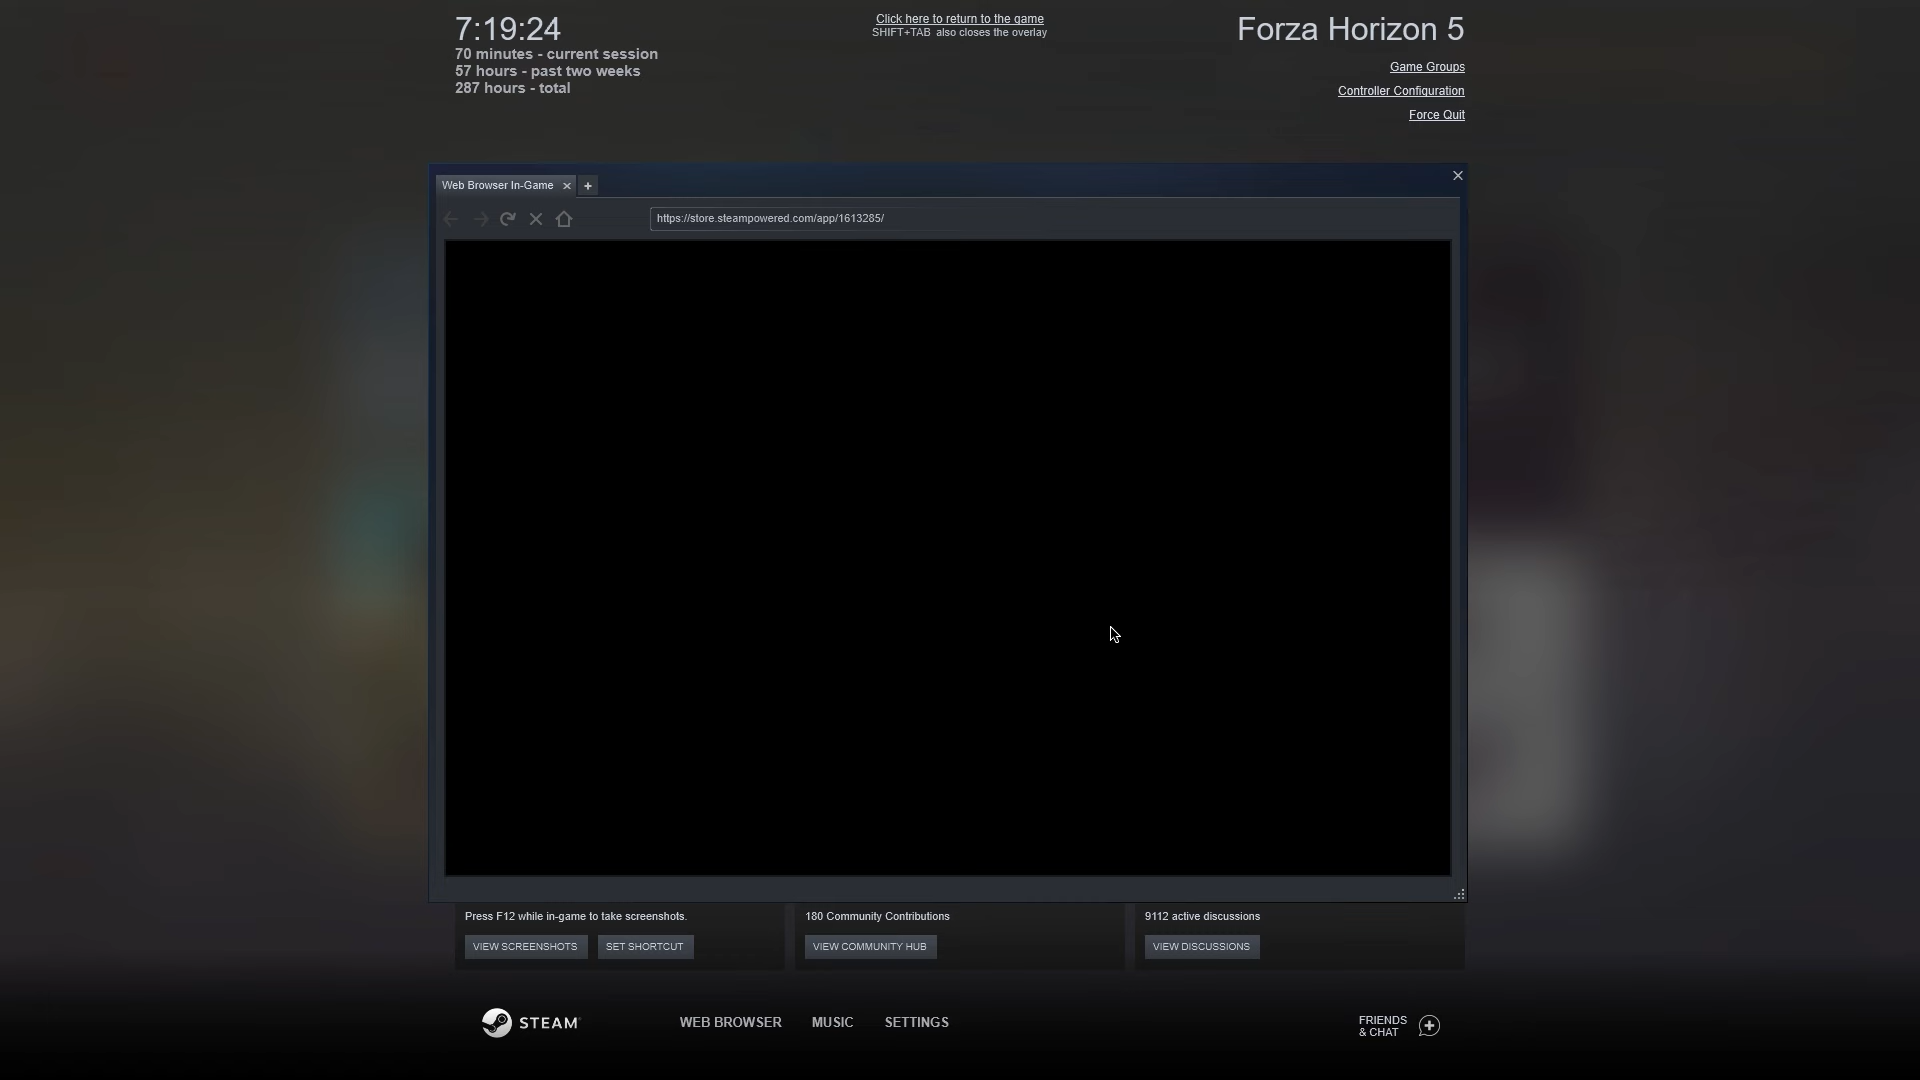 7:19:24
70 minutes - current session
57 hours - past two weeks
287 hours - total
Click here to return to the game
SHIFT+TAB also closes the overlay
Forza Horizon 5
Game Groups
Controller Configuration
Force Quit
Web Browser In-Game
https://store.steampowered.com/app/1613285/
Press F12 while in-game to take screenshots.
VIEW SCREENSHOTS
SET SHORTCUT
180 Community Contributions
VIEW COMMUNITY HUB
9112 active discussions
VIEW DISCUSSIONS
STEAM
WEB BROWSER
MUSIC
SETTINGS
FRIENDS
& CHAT